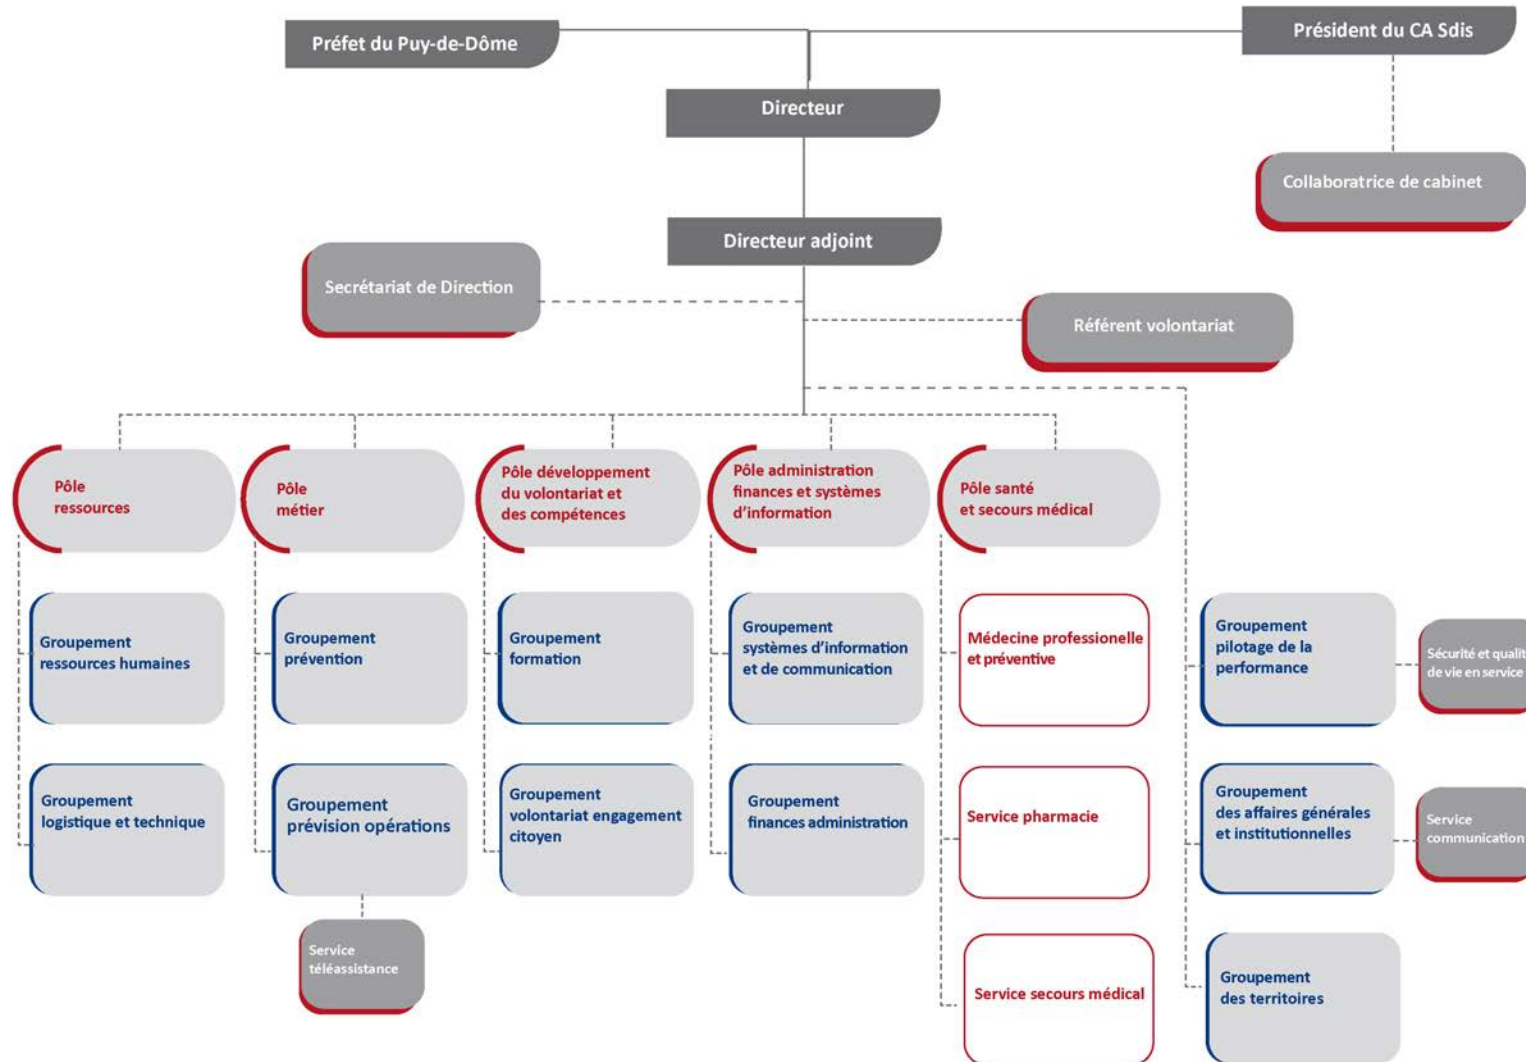 Préfet du Puy-de-Dôme
Président du CA Sdis
Directeur
Collaboratrice de cabinet
Directeur adjoint
Secrétariat de Direction
Référent volontariat
Pôle
ressources
Pôle
métier
Pôle développement
du volontariat et
des compétences
Pôle administration
finances et systèmes
d'information
Pôle santé
et secours médical
Groupement
ressources humaines
Groupement
prévention
Groupement
formation
Groupement
systèmes d'information
et de communication
Médecine professionelle
et préventive
Groupement
pilotage de la
performance
Sécurité et qualit
de vie en service
Groupement
logistique et technique
Groupement
prévision opérations
Groupement
volontariat engagement
citoyen
Groupement
finances administration
Service pharmacie
Groupement
des affaires générales
et institutionnelles
Service
communication
Service
téléassistance
Service secours médical
Groupement
des territoires